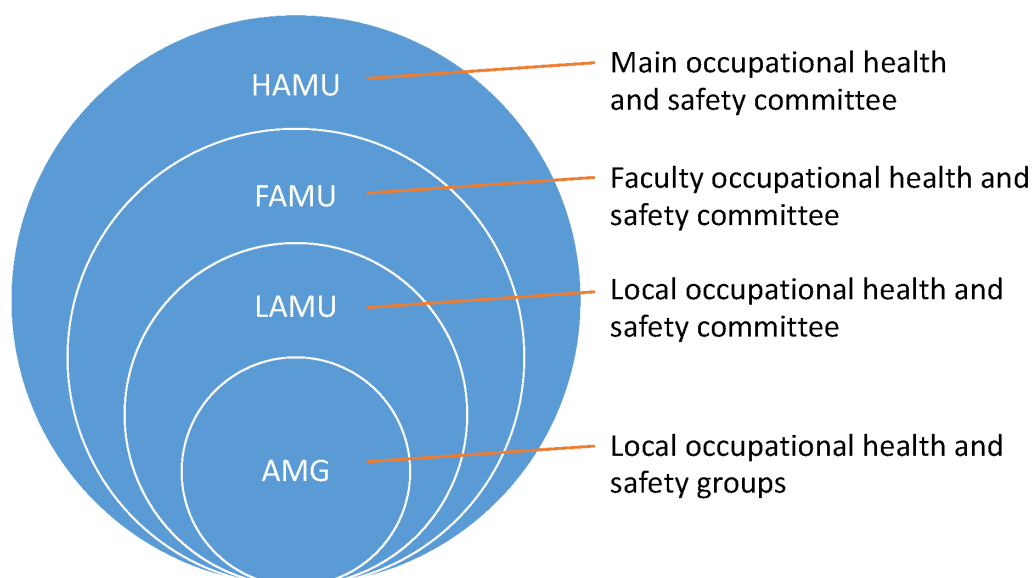 HAMU
Main occupational health
and safety committee
FAMU
Faculty occupational health and
safety committee
LAMU
Local occupational health and
safety committee
AMG
Local occupational health and
safety groups